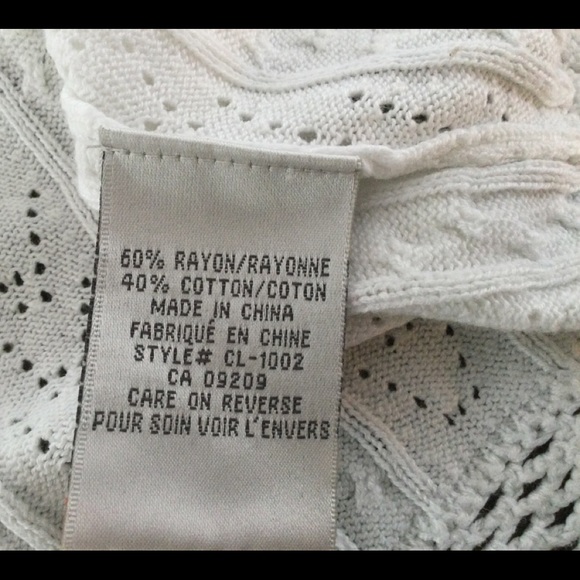 60% RAYON/RAYONNE
40% COTTON/COTON
MADE IN CHINA
FABRIQUÉ EN CHINE
STYLE# CL-1002
CA 09209
CARE ON REVERSE
POUR SOIN VOIR L'ENVERS